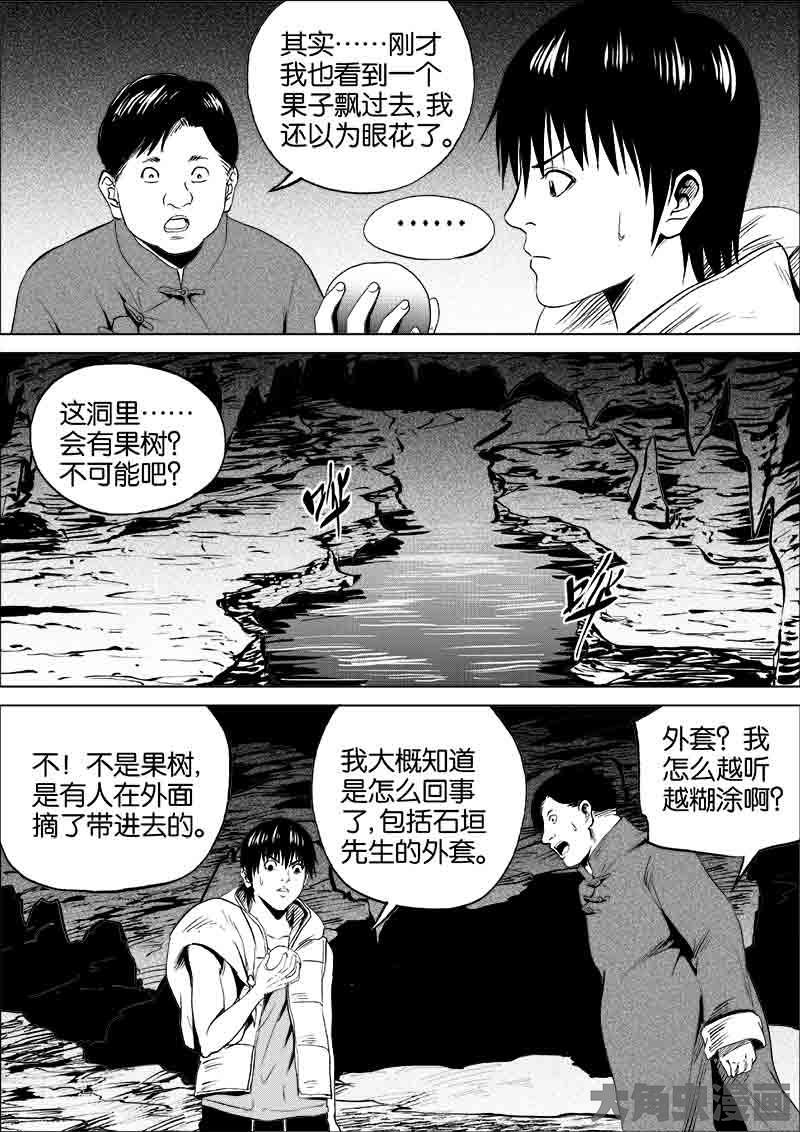 其实……刚才
我也看到一个
果子飘过去,我
还以为眼花了。
……
这洞里……
会有果树？
不可能吧？
哗
哗
不！不是果树,
是有人在外面
摘了带进去的。
我大概知道
是怎么回事
了,包括石垣
先生的外套。
外套？我
怎么越听
越糊涂啊？
大角虫漫画